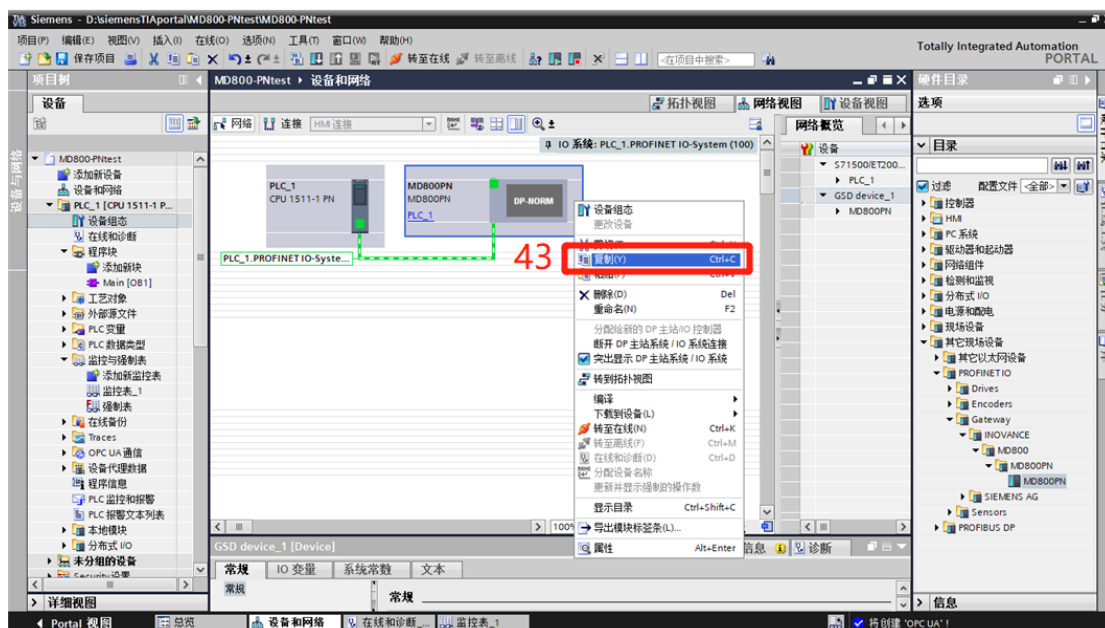 Siemens - D:\siemensTIAportal\MD800-PNtest\MD800-PNtest
项目(P) 编辑(E) 视图(V) 插入(I) 在线(O) 选项(N) 工具(T) 窗口(W) 帮助(H)
Totally Integrated Automation
PORTAL
保存项目 转至在线 转至离线 <在项目中搜索>
项目树
MD800-PNtest ▸ 设备和网络
硬件目录
设备
拓扑视图 网络视图 设备视图
选项
网络 连接 HMI 连接
网络概览
IO 系统: PLC_1.PROFINET IO-System (100)
设备与网络
MD800-PNtest
添加新设备
设备和网络
PLC_1 [CPU 1511-1 P...
设备组态
在线和诊断
程序块
添加新块
Main [OB1]
工艺对象
外部源文件
PLC 变量
PLC 数据类型
监控与强制表
添加新监控表
监控表_1
强制表
在线备份
Traces
OPC UA 通信
设备代理数据
程序信息
PLC 监控和报警
PLC 报警文本列表
本地模块
分布式 I/O
未分组的设备
详细视图
PLC_1
CPU 1511-1 PN
MD800PN
MD800PN
PLC_1
DP-NORM
PLC_1.PROFINET IO-Syste...
43
设备组态
更改设备
复制(Y) Ctrl+C
删除(D) Del
重命名(N) F2
分配给新的 DP 主站/IO 控制器
断开 DP 主站系统 / IO 系统连接
突出显示 DP 主站系统 / IO 系统
转到拓扑视图
编译
下载到设备(L)
转至在线(N) Ctrl+K
转至离线(F) Ctrl+M
在线和诊断(D) Ctrl+D
分配设备名称
更新并显示强制的操作数
显示目录 Ctrl+Shift+C
导出模块标签条(L)...
属性 Alt+Enter
设备
S71500/ET200...
PLC_1
GSD device_1
MD800PN
目录
过滤 配置文件 <全部>
控制器
HMI
PC 系统
驱动器和起动器
网络组件
检测和监视
分布式 I/O
电源和配电
现场设备
其它现场设备
其它以太网设备
PROFINET IO
Drives
Encoders
Gateway
INOVANCE
MD800
MD800PN
MD800PN
SIEMENS AG
Sensors
PROFIBUS DP
信息
GSD device_1 [Device]
信息 诊断
常规 IO 变量 系统常数 文本
常规
常规
Portal 视图 总览 设备和网络 在线和诊断_... 监控表_1
将创建 'OPC UA' !